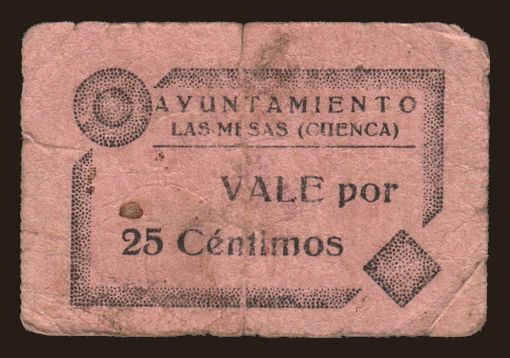 AYUNTAMIENTO
LAS MESAS (CUENCA)
VALE por
25 Céntimos